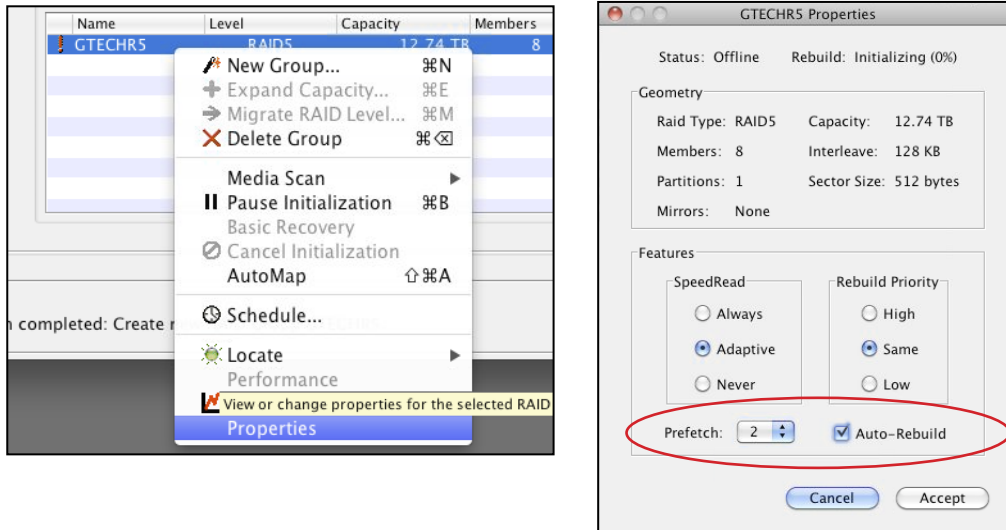 Name Level Capacity Members
GTECHR5 RAID5 12.74 TB 8
New Group... ⌘N
Expand Capacity... ⌘E
Migrate RAID Level... ⌘M
Delete Group ⌘⌫
Media Scan
Pause Initialization ⌘B
Basic Recovery
Cancel Initialization
AutoMap ⇧⌘A
Schedule...
completed: Create
Locate
Performance
View or change properties for the selected RAID
Properties
GTECHR5 Properties
Status: Offline Rebuild: Initializing (0%)
Geometry
Raid Type: RAID5 Capacity: 12.74 TB
Members: 8 Interleave: 128 KB
Partitions: 1 Sector Size: 512 bytes
Mirrors: None
Features
SpeedRead Rebuild Priority
Always High
Adaptive Same
Never Low
Prefetch: 2 Auto-Rebuild
Cancel Accept